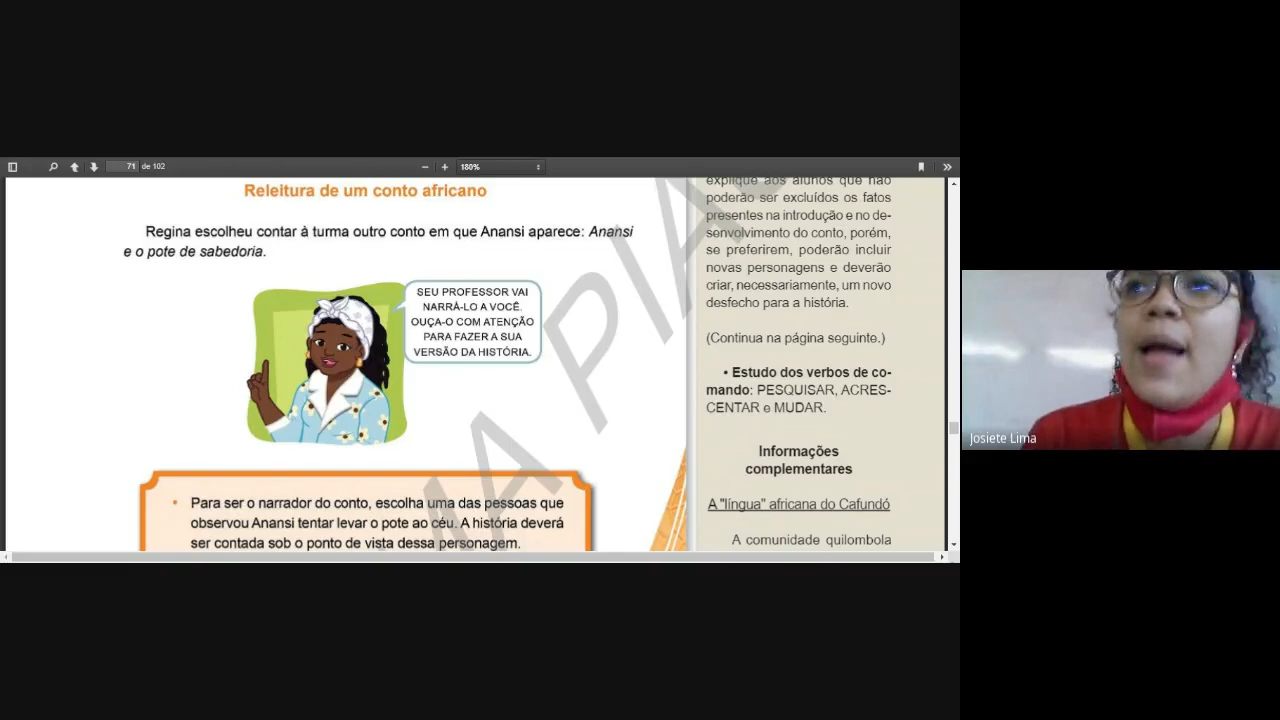 71 de 102
180%
Releitura de um conto africano
Regina escolheu contar à turma outro conto em que Anansi aparece: Anansi
e o pote de sabedoria.
SEU PROFESSOR VAI
NARRÁ-LO A VOCÊ.
OUÇA-O COM ATENÇÃO
PARA FAZER A SUA
VERSÃO DA HISTÓRIA.
• Para ser o narrador do conto, escolha uma das pessoas que
observou Anansi tentar levar o pote ao céu. A história deverá
ser contada sob o ponto de vista dessa personagem.
explique aos alunos que não
poderão ser excluídos os fatos
presentes na introdução e no de-
senvolvimento do conto, porém,
se preferirem, poderão incluir
novas personagens e deverão
criar, necessariamente, um novo
desfecho para a história.
(Continua na página seguinte.)
• Estudo dos verbos de co-
mando: PESQUISAR, ACRES-
CENTAR e MUDAR.
Informações
complementares
A "língua" africana do Cafundó
A comunidade quilombola
Josiete Lima